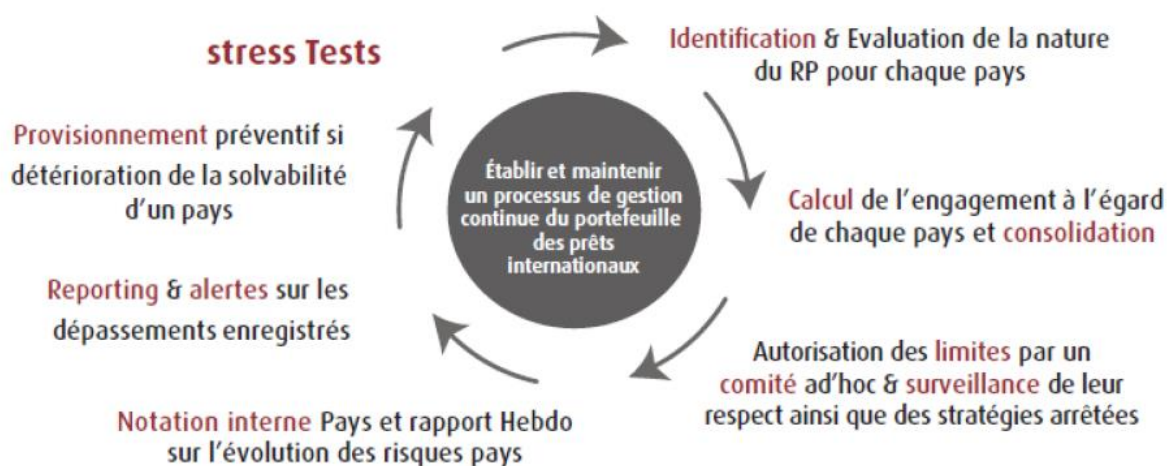 stress Tests
Identification & Evaluation de la nature
du RP pour chaque pays
Calcul de l'engagement à l'égard
de chaque pays et consolidation
Autorisation des limites par un
comité ad'hoc & surveillance de leur
respect ainsi que des stratégies arrêtées
Notation interne Pays et rapport Hebdo
sur l'évolution des risques pays
Reporting & alertes sur les
dépassements enregistrés
Provisionnement préventif si
détérioration de la solvabilité
d'un pays
Établir et maintenir
un processus de gestion
continue du portefeuille
des prêts
internationaux